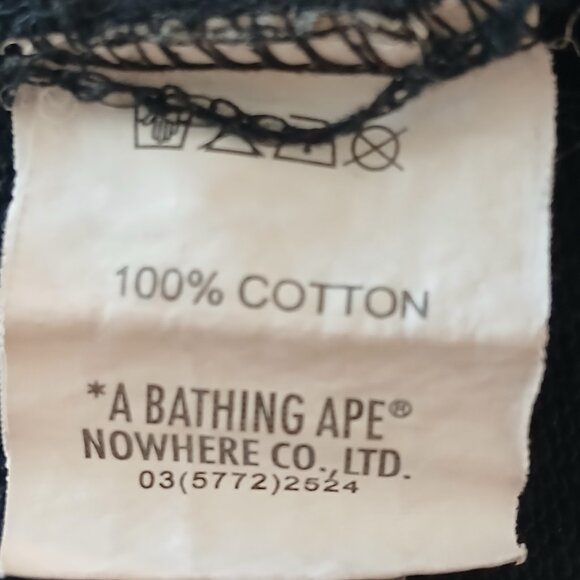 100% COTTON
*A BATHING APE®
NOWHERE CO.,LTD.
03(5772)2524